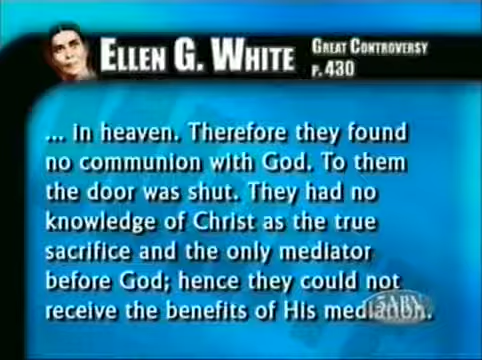 ELLEN G. WHITE
GREAT CONTROVERSY
P. 430
... in heaven. Therefore they found
no communion with God. To them
the door was shut. They had no
knowledge of Christ as the true
sacrifice and the only mediator
before God; hence they could not
receive the benefits of His mediation.
3ABN